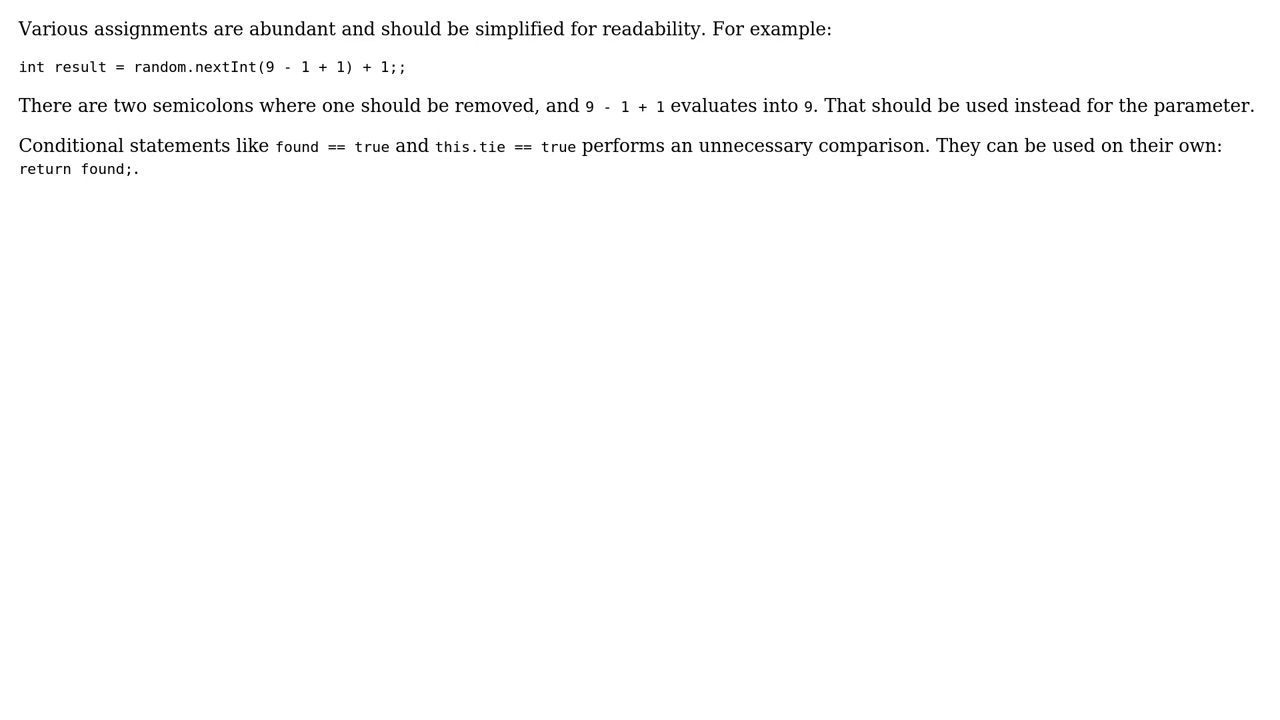 Various assignments are abundant and should be simplified for readability. For example:
int result = random.nextInt(9 - 1 + 1) + 1;;
There are two semicolons where one should be removed, and 9 - 1 + 1 evaluates into 9. That should be used instead for the parameter.
Conditional statements like found == true and this.tie == true performs an unnecessary comparison. They can be used on their own:
return found;.